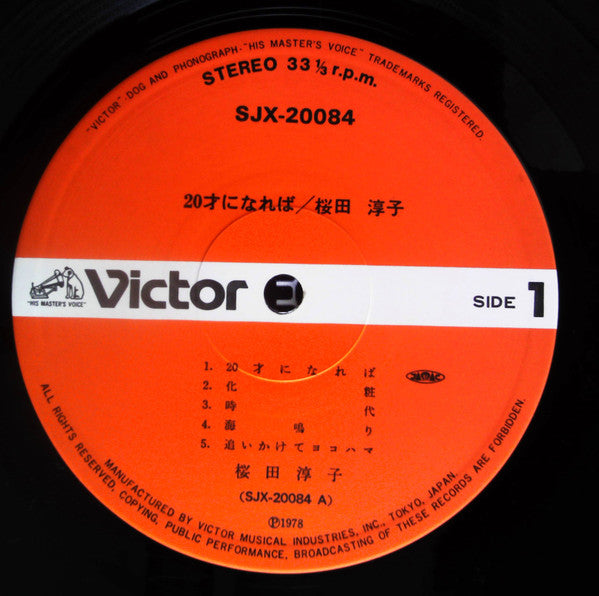 "VICTOR"-DOG AND PHONOGRAPH-"HIS MASTER'S VOICE" TRADEMARKS REGISTERED.
STEREO 33 ⅓ r.p.m.
SJX-20084
20才になれば/桜田 淳子
"HIS MASTER'S VOICE"
Victor
SIDE 1
1. 20才になれば
2. 化粧
3. 時代
4. 海鳴り
5. 追いかけてヨコハマ
JASRAC
桜田淳子
(SJX-20084 A)
Ⓟ1978
ALL RIGHTS RESERVED, COPYING, PUBLIC PERFORMANCE, BROADCASTING OF THESE RECORDS ARE FORBIDDEN.
MANUFACTURED BY VICTOR MUSICAL INDUSTRIES, INC., TOKYO, JAPAN.